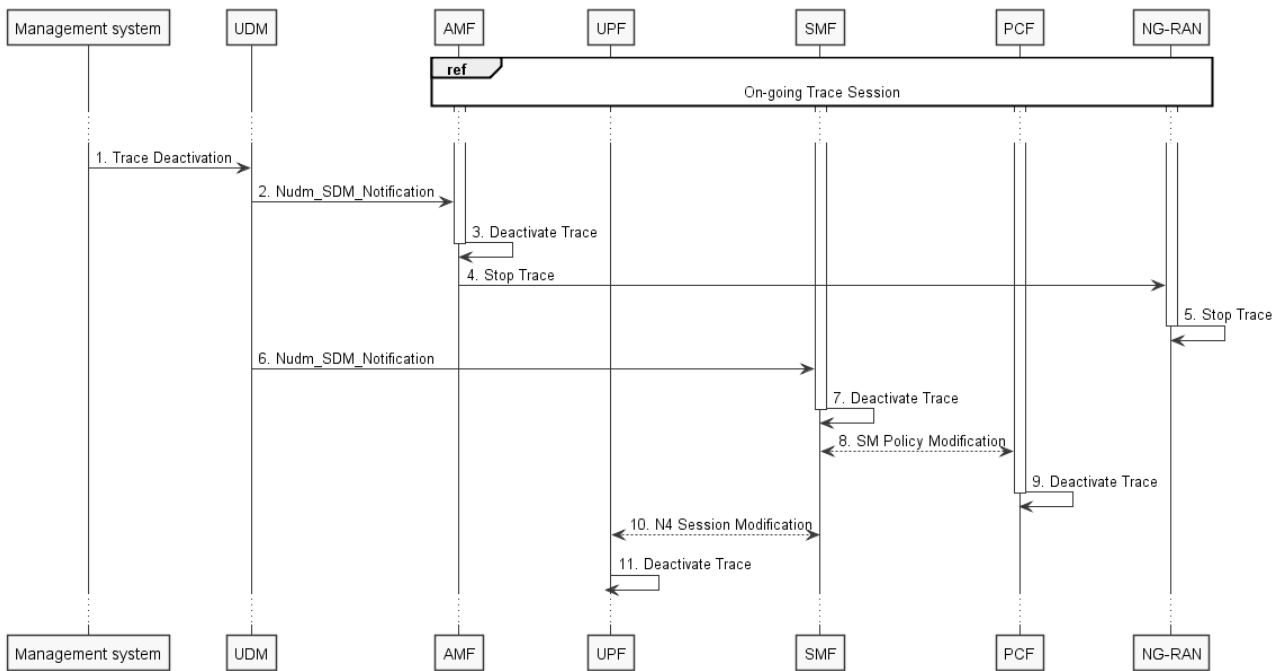 Management system
UDM
AMF
UPF
SMF
PCF
NG-RAN
ref
On-going Trace Session
1. Trace Deactivation
2. Nudm_SDM_Notification
3. Deactivate Trace
4. Stop Trace
5. Stop Trace
6. Nudm_SDM_Notification
7. Deactivate Trace
8. SM Policy Modification
9. Deactivate Trace
10. N4 Session Modification
11. Deactivate Trace
Management system
UDM
AMF
UPF
SMF
PCF
NG-RAN